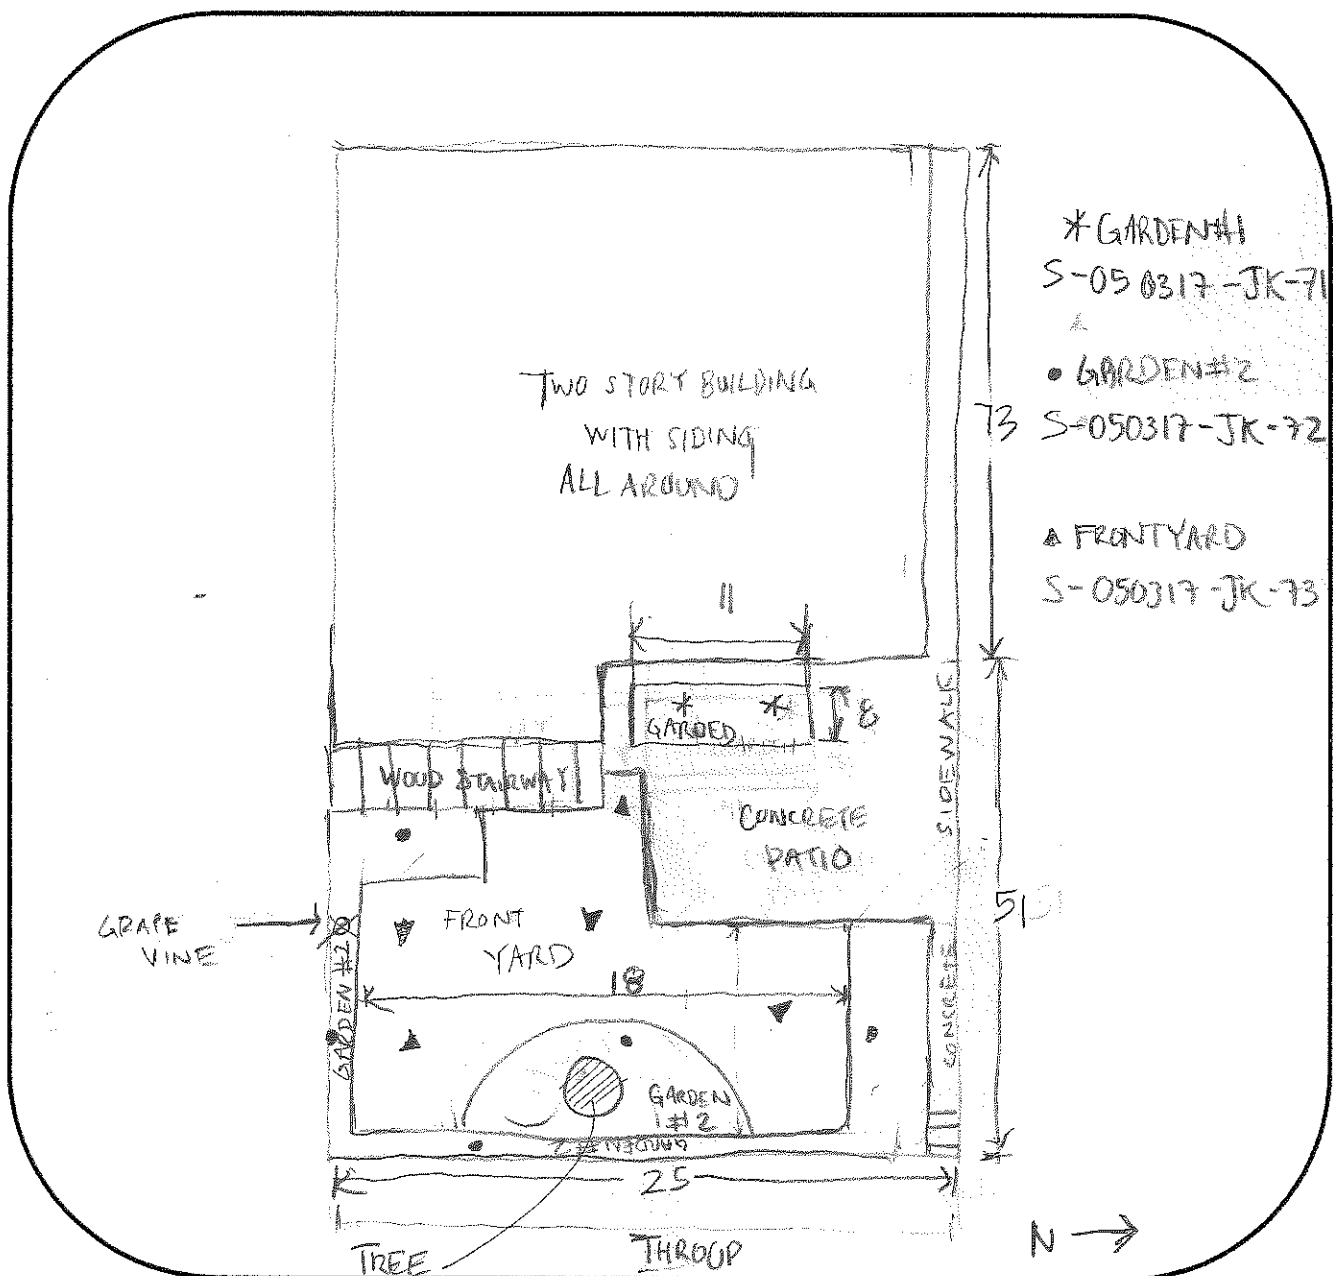 * GARDEN #1
S-050317-JK-71
• GARDEN #2
S-050317-JK-72
▲ FRONTYARD
S-050317-JK-73
TWO STORY BUILDING
WITH SIDING
ALL AROUND
73
11
* *
GARDED
8
WOOD STAIRWAY
CONCRETE
PATIO
SIDEWALK
CONCRETE
51
GRAPE
VINE
FRONT
YARD
18
GARDEN #2
GARDEN
#2
GARDEN #2
25
TREE
THROOP
N →